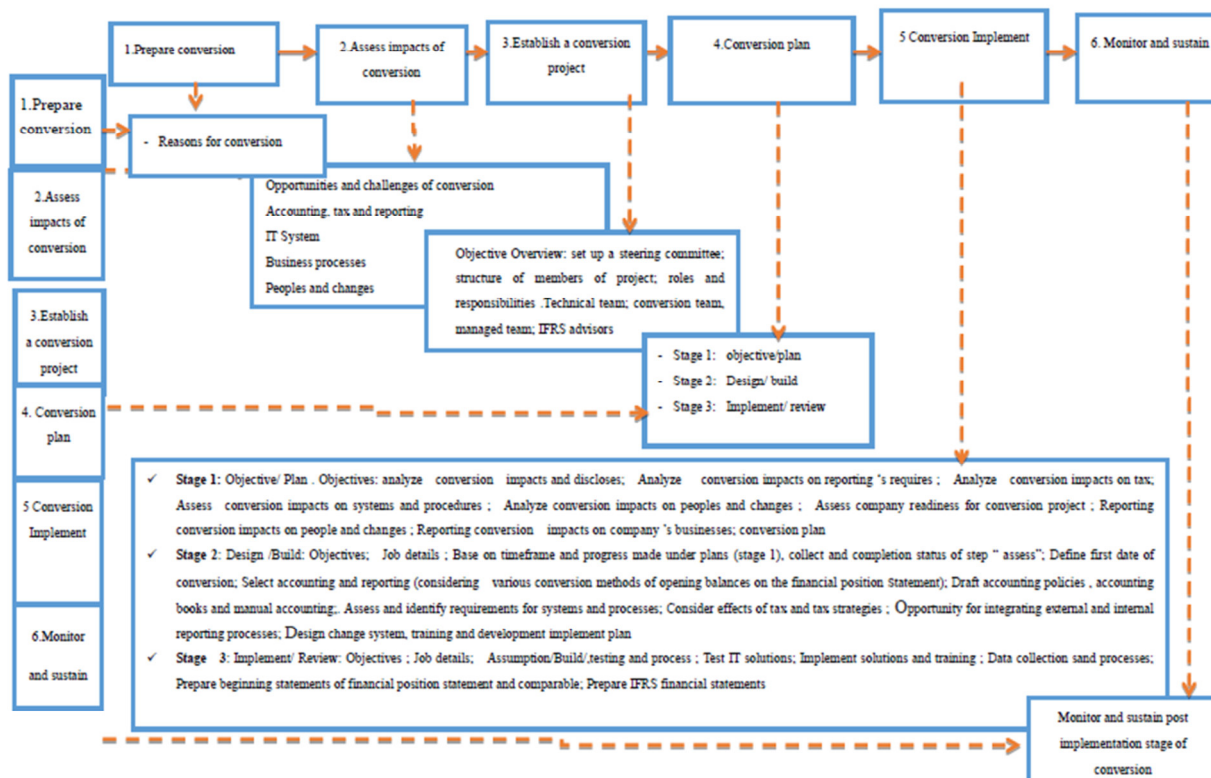 1.Prepare conversion
2.Assess impacts of
conversion
3.Establish a conversion
project
4.Conversion plan
5 Conversion Implement
6. Monitor and sustain
1.Prepare
conversion
- Reasons for conversion
2.Assess
impacts of
conversion
Opportunities and challenges of conversion
Accounting, tax and reporting
IT System
Business processes
Peoples and changes
Objective Overview: set up a steering committee;
structure of members of project; roles and
responsibilities .Technical team; conversion team,
managed team; IFRS advisors
3.Establish
a conversion
project
- Stage 1: objective/plan
- Stage 2: Design/ build
- Stage 3: Implement/ review
4. Conversion
plan
5 Conversion
Implement
✓ Stage 1: Objective/ Plan . Objectives: analyze conversion impacts and discloses; Analyze conversion impacts on reporting 's requires ; Analyze conversion impacts on tax;
Assess conversion impacts on systems and procedures ; Analyze conversion impacts on peoples and changes ; Assess company readiness for conversion project ; Reporting
conversion impacts on people and changes ; Reporting conversion impacts on company 's businesses; conversion plan
✓ Stage 2: Design /Build: Objectives; Job details ; Base on timeframe and progress made under plans (stage 1), collect and completion status of step " assess"; Define first date of
conversion; Select accounting and reporting (considering various conversion methods of opening balances on the financial position Statement); Draft accounting policies , accounting
books and manual accounting;. Assess and identify requirements for systems and processes; Consider effects of tax and tax strategies ; Opportunity for integrating external and internal
reporting processes; Design change system, training and development implement plan
✓ Stage 3: Implement/ Review: Objectives ; Job details; Assumption/Build/,testing and process ; Test IT solutions; Implement solutions and training ; Data collection sand processes;
Prepare beginning statements of financial position statement and comparable; Prepare IFRS financial statements
6.Monitor
and sustain
Monitor and sustain post
implementation stage of
conversion